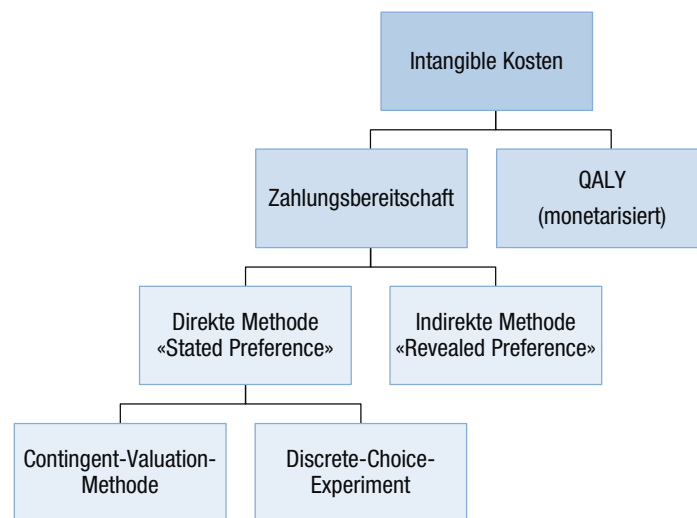 Intangible Kosten
Zahlungsbereitschaft
QALY
(monetarisiert)
Direkte Methode
«Stated Preference»
Indirekte Methode
«Revealed Preference»
Contingent-Valuation-
Methode
Discrete-Choice-
Experiment